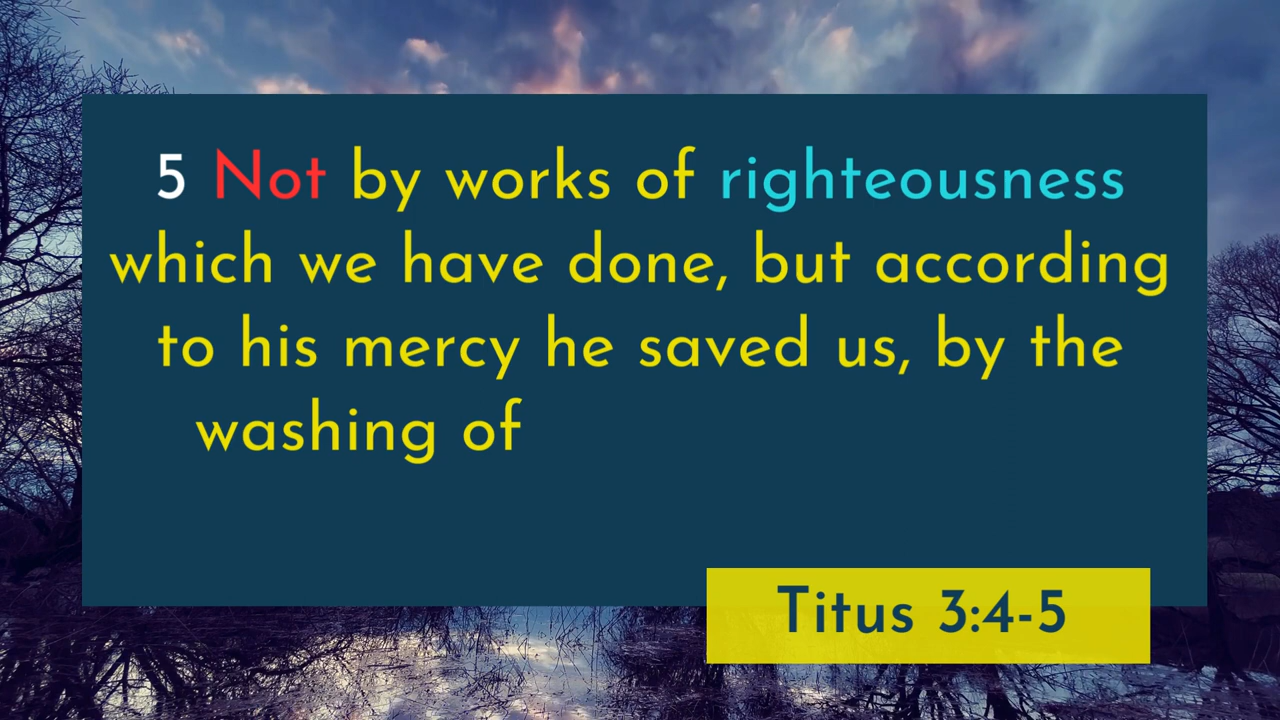 5 Not by works of righteousness
which we have done, but according
to his mercy he saved us, by the
washing of
Titus 3:4-5